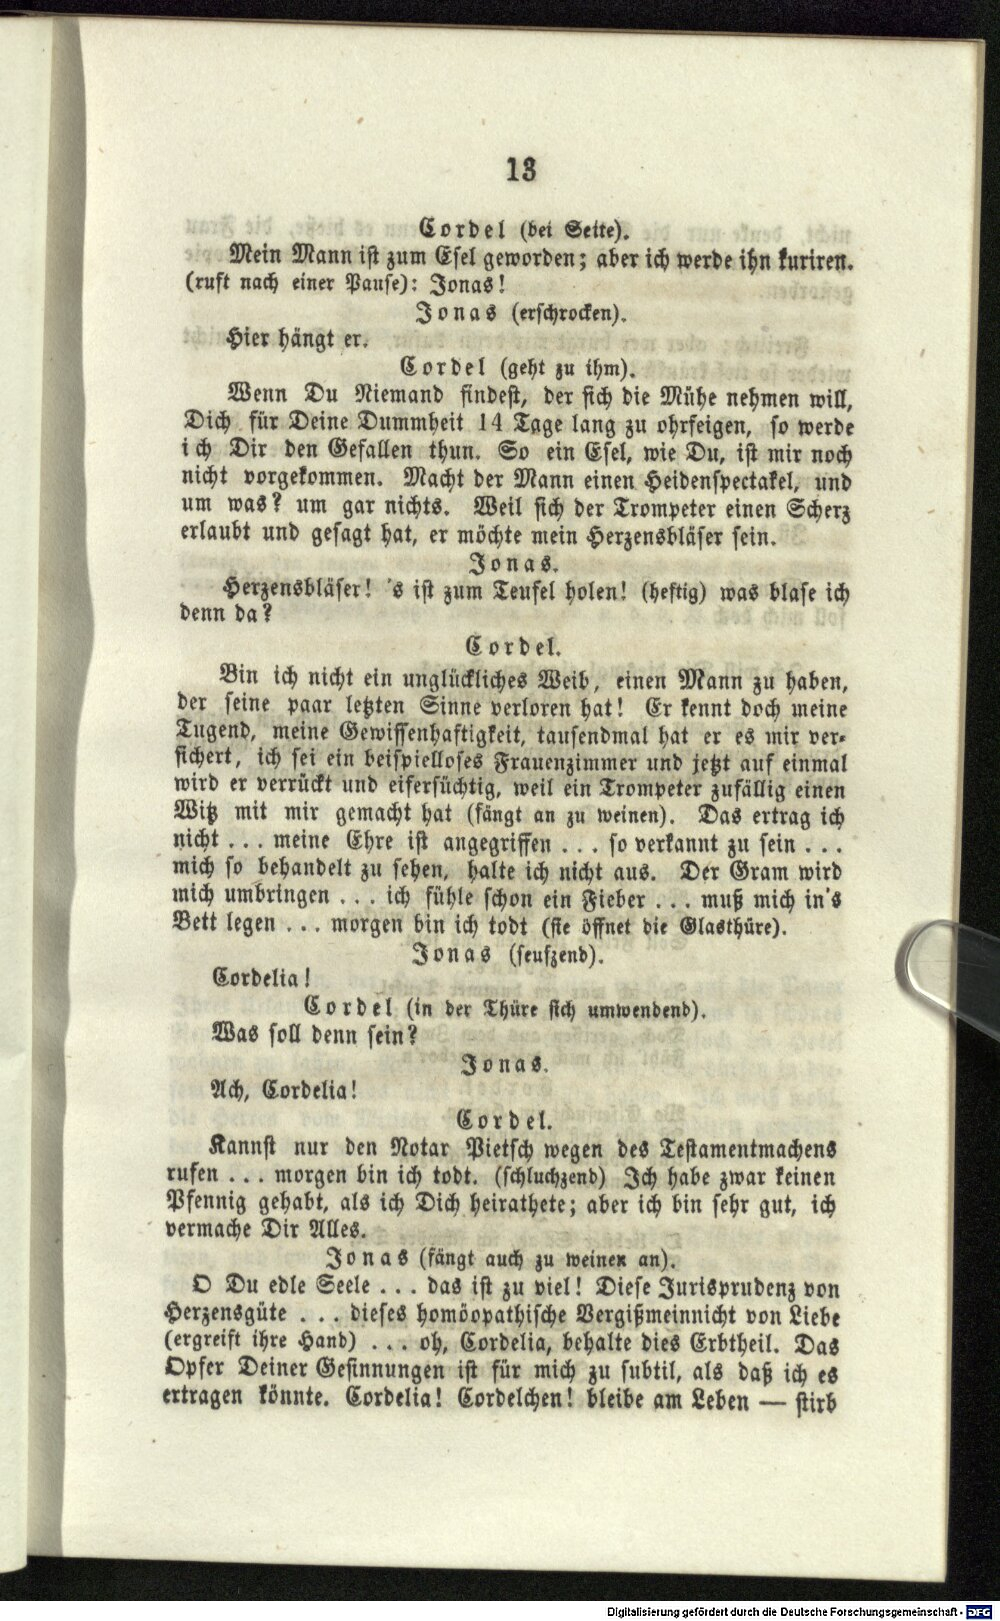 13
Cordel (bei Seite).
Mein Mann ist zum Esel geworden; aber ich werde ihn kuriren.
(ruft nach einer Pause): Jonas!
Jonas (erschrocken).
Hier hängt er.
Cordel (geht zu ihm).
Wenn Du Niemand findest, der sich die Mühe nehmen will,
Dich für Deine Dummheit 14 Tage lang zu ohrfeigen, so werde
ich Dir den Gefallen thun. So ein Esel, wie Du, ist mir noch
nicht vorgekommen. Macht der Mann einen Heidenspectakel, und
um was? um gar nichts. Weil sich der Trompeter einen Scherz
erlaubt und gesagt hat, er möchte mein Herzensbläser sein.
Jonas.
Herzensbläser! 's ist zum Teufel holen! (heftig) was blase ich
denn da?
Cordel.
Bin ich nicht ein unglückliches Weib, einen Mann zu haben,
der seine paar letzten Sinne verloren hat! Er kennt doch meine
Tugend, meine Gewissenhaftigkeit, tausendmal hat er es mir ver-
sichert, ich sei ein beispielloses Frauenzimmer und jetzt auf einmal
wird er verrückt und eifersüchtig, weil ein Trompeter zufällig einen
Witz mit mir gemacht hat (fängt an zu weinen). Das ertrag ich
nicht ... meine Ehre ist angegriffen ... so verkannt zu sein ...
mich so behandelt zu sehen, halte ich nicht aus. Der Gram wird
mich umbringen ... ich fühle schon ein Fieber ... muß mich in's
Bett legen ... morgen bin ich todt (sie öffnet die Glasthüre).
Jonas (seufzend).
Cordelia!
Cordel (in der Thüre sich umwendend).
Was soll denn sein?
Jonas.
Ach, Cordelia!
Cordel.
Kannst nur den Notar Pietsch wegen des Testamentmachens
rufen ... morgen bin ich todt. (schluchzend) Ich habe zwar keinen
Pfennig gehabt, als ich Dich heirathete; aber ich bin sehr gut, ich
vermache Dir Alles.
Jonas (fängt auch zu weinen an).
O Du edle Seele ... das ist zu viel! Diese Jurisprudenz von
Herzensgüte ... dieses homöopathische Vergißmeinnicht von Liebe
(ergreift ihre Hand) ... oh, Cordelia, behalte dies Erbtheil. Das
Opfer Deiner Gesinnungen ist für mich zu subtil, als daß ich es
ertragen könnte. Cordelia! Cordelchen! bleibe am Leben — stirb
Digitalisierung gefördert durch die Deutsche Forschungsgemeinschaft - DFG